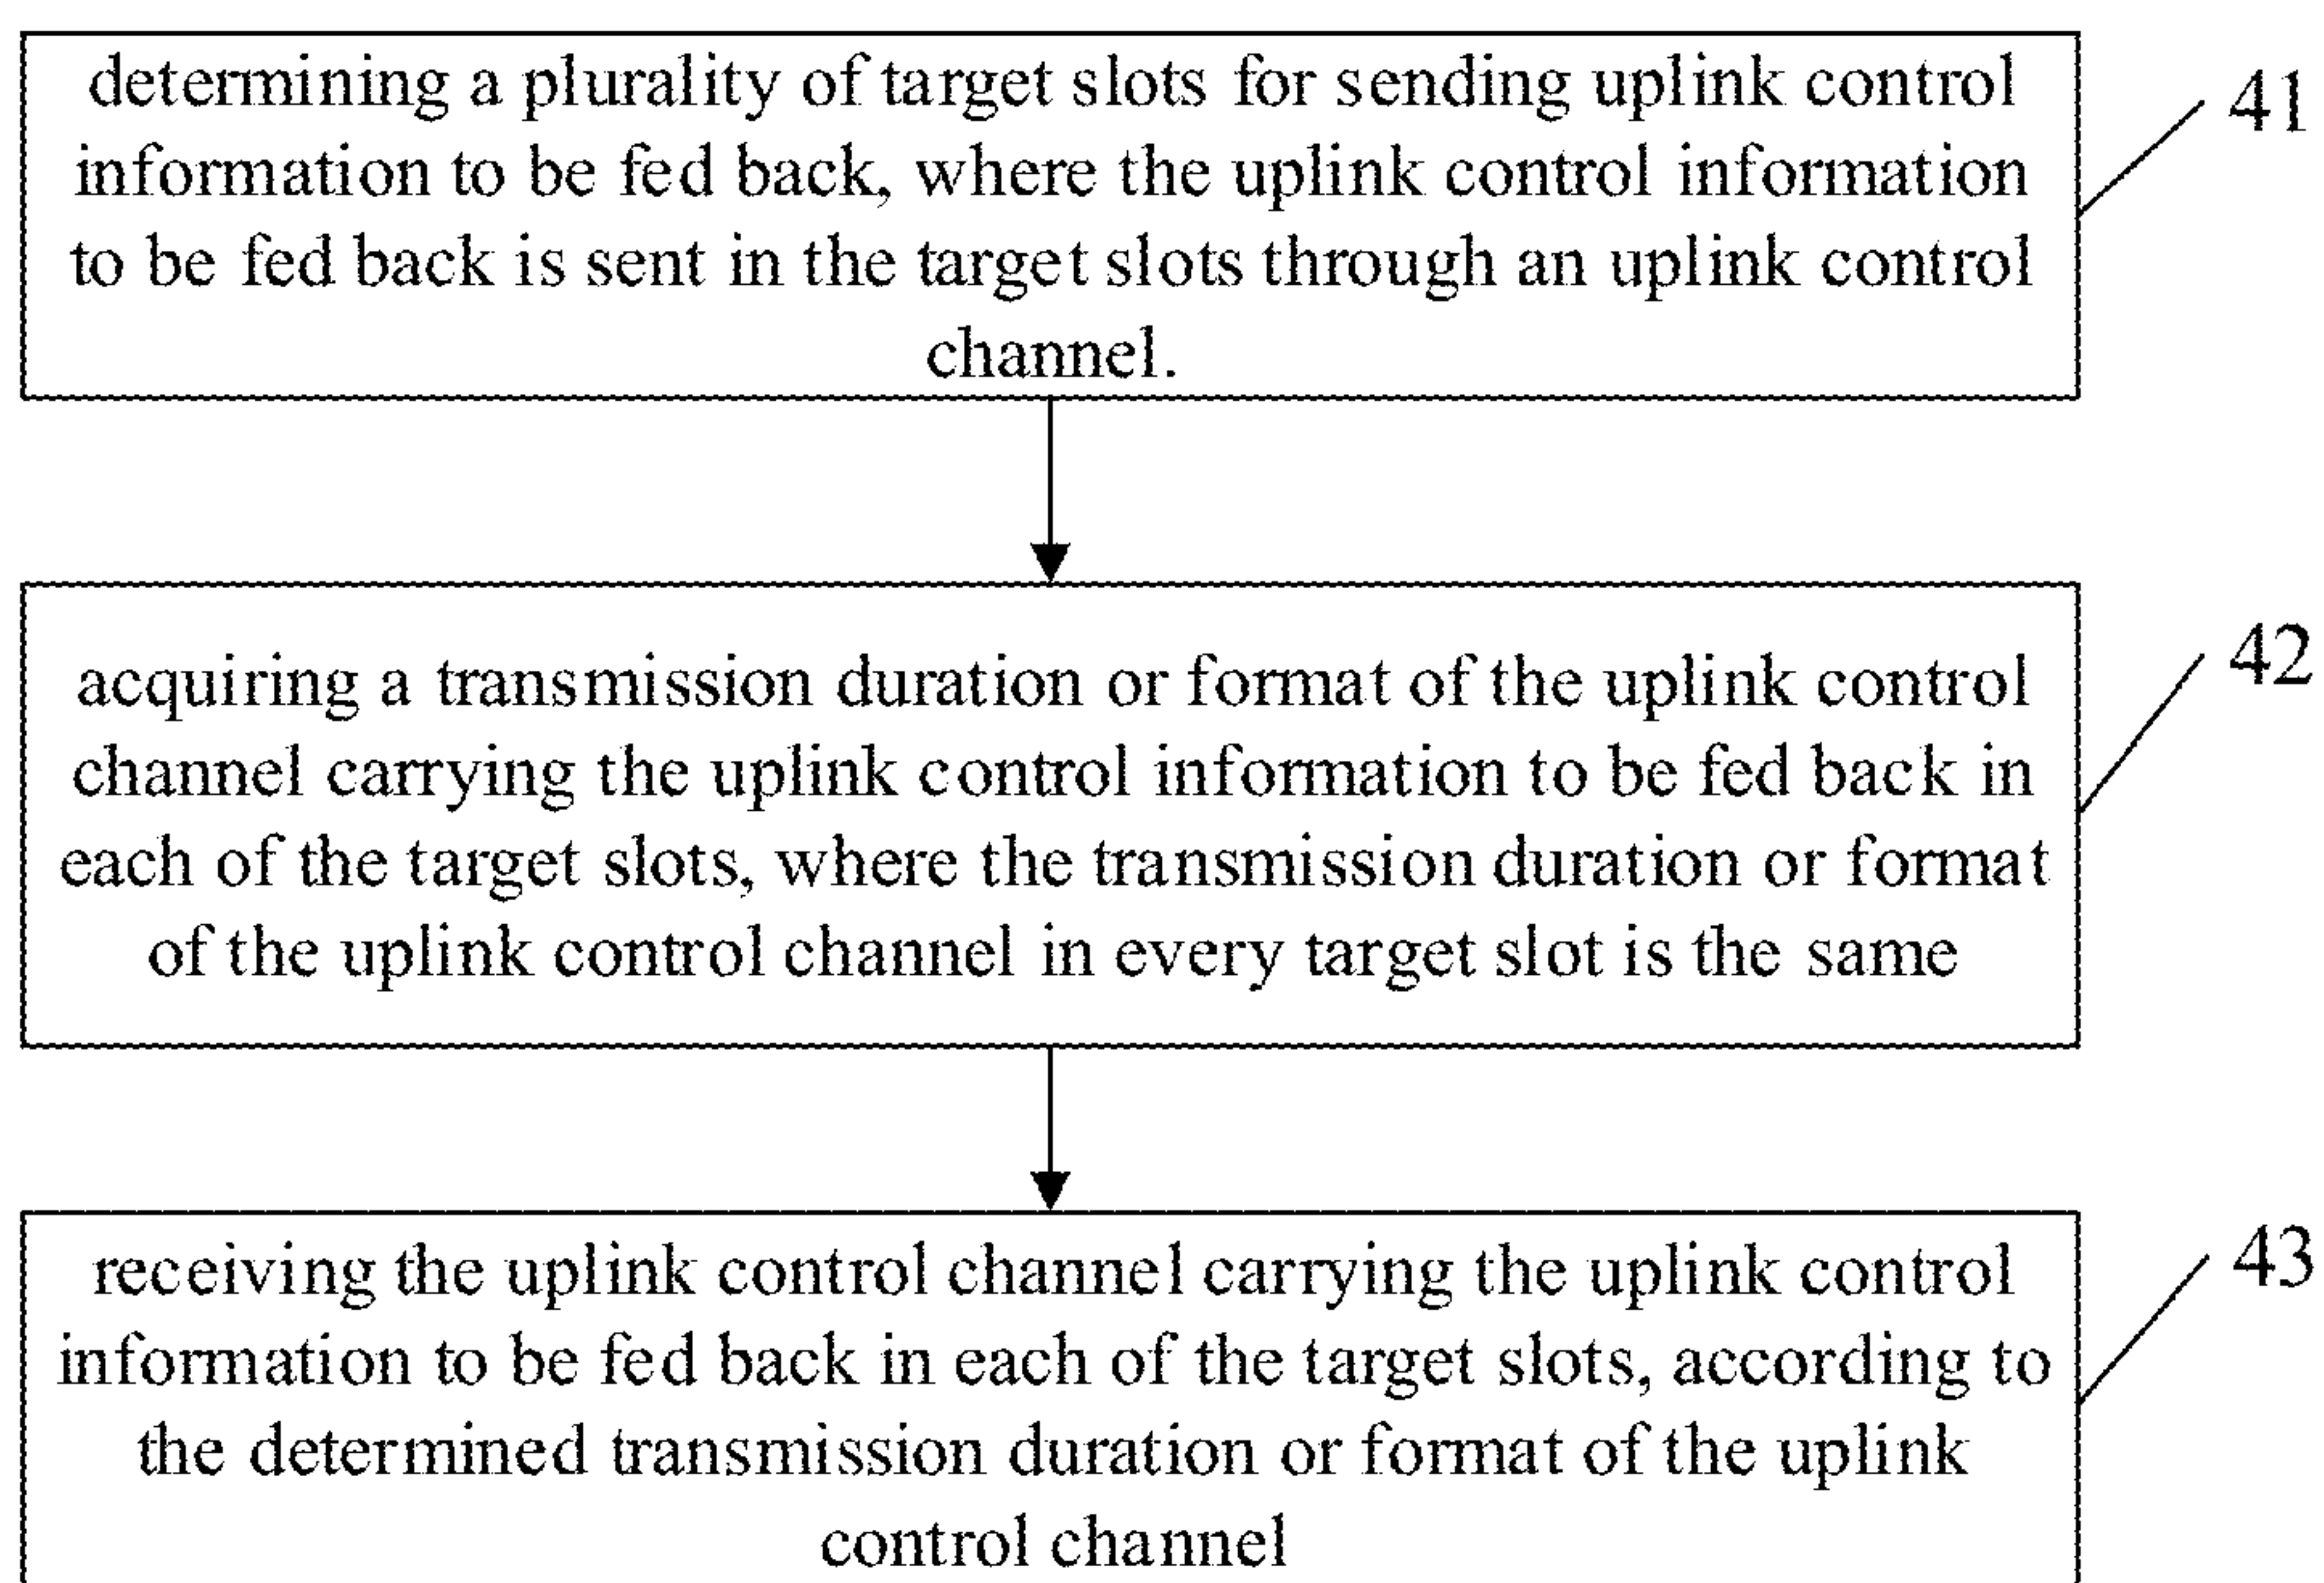 determining a plurality of target slots for sending uplink control
information to be fed back, where the uplink control information
to be fed back is sent in the target slots through an uplink control
channel.
41
acquiring a transmission duration or format of the uplink control
channel carrying the uplink control information to be fed back in
each of the target slots, where the transmission duration or format
of the uplink control channel in every target slot is the same
42
receiving the uplink control channel carrying the uplink control
information to be fed back in each of the target slots, according to
the determined transmission duration or format of the uplink
control channel
43